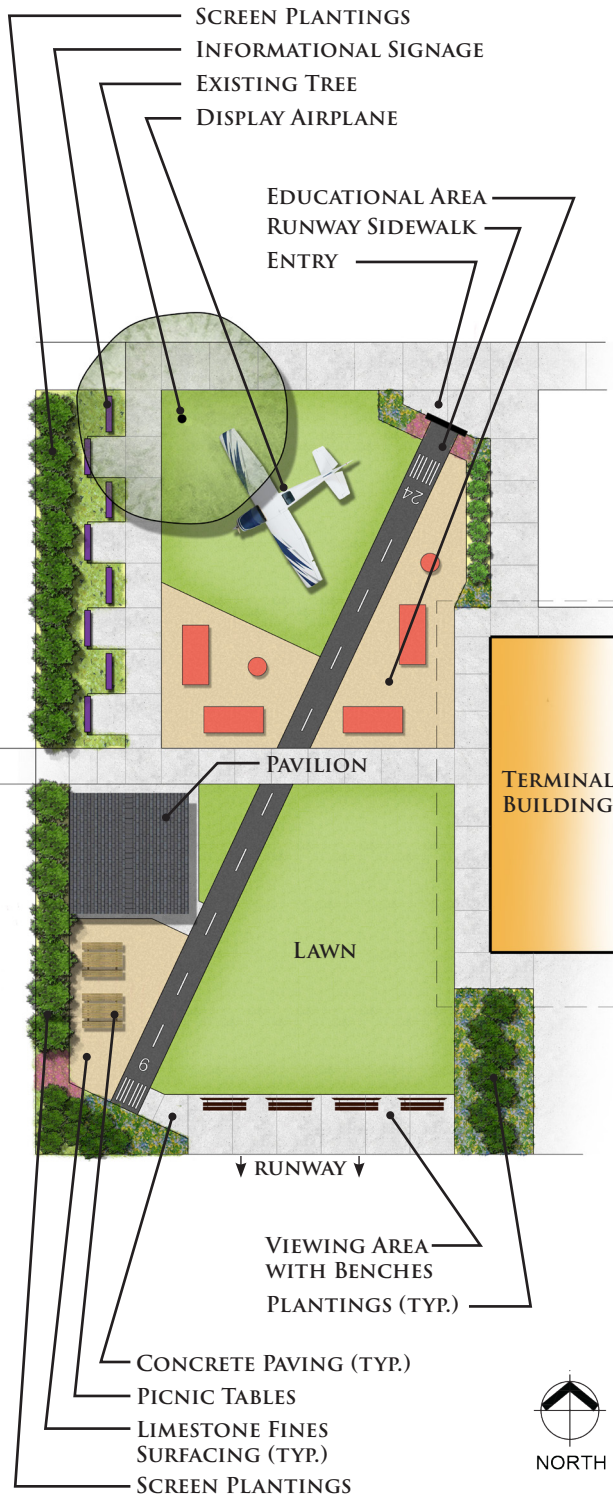 SCREEN PLANTINGS
INFORMATIONAL SIGNAGE
EXISTING TREE
DISPLAY AIRPLANE
EDUCATIONAL AREA
RUNWAY SIDEWALK
ENTRY
24
PAVILION
TERMINAL
BUILDING
LAWN
6
RUNWAY
VIEWING AREA
WITH BENCHES
PLANTINGS (TYP.)
CONCRETE PAVING (TYP.)
PICNIC TABLES
LIMESTONE FINES
SURFACING (TYP.)
SCREEN PLANTINGS
NORTH